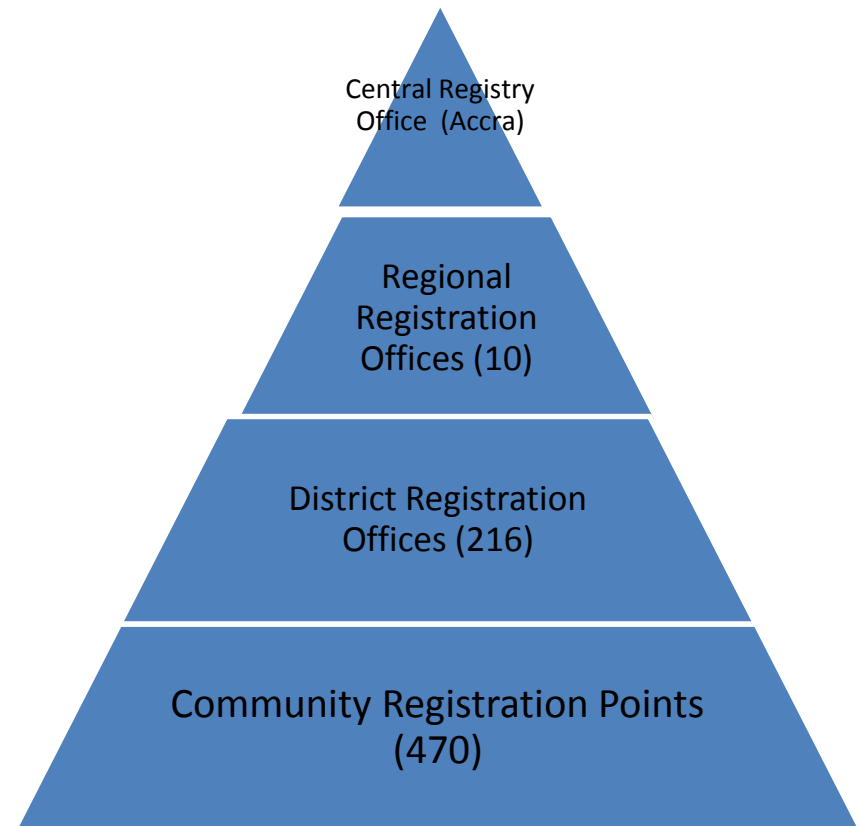 Central Registry
Office (Accra)
Regional
Registration
Offices (10)
District Registration
Offices (216)
Community Registration Points
(470)